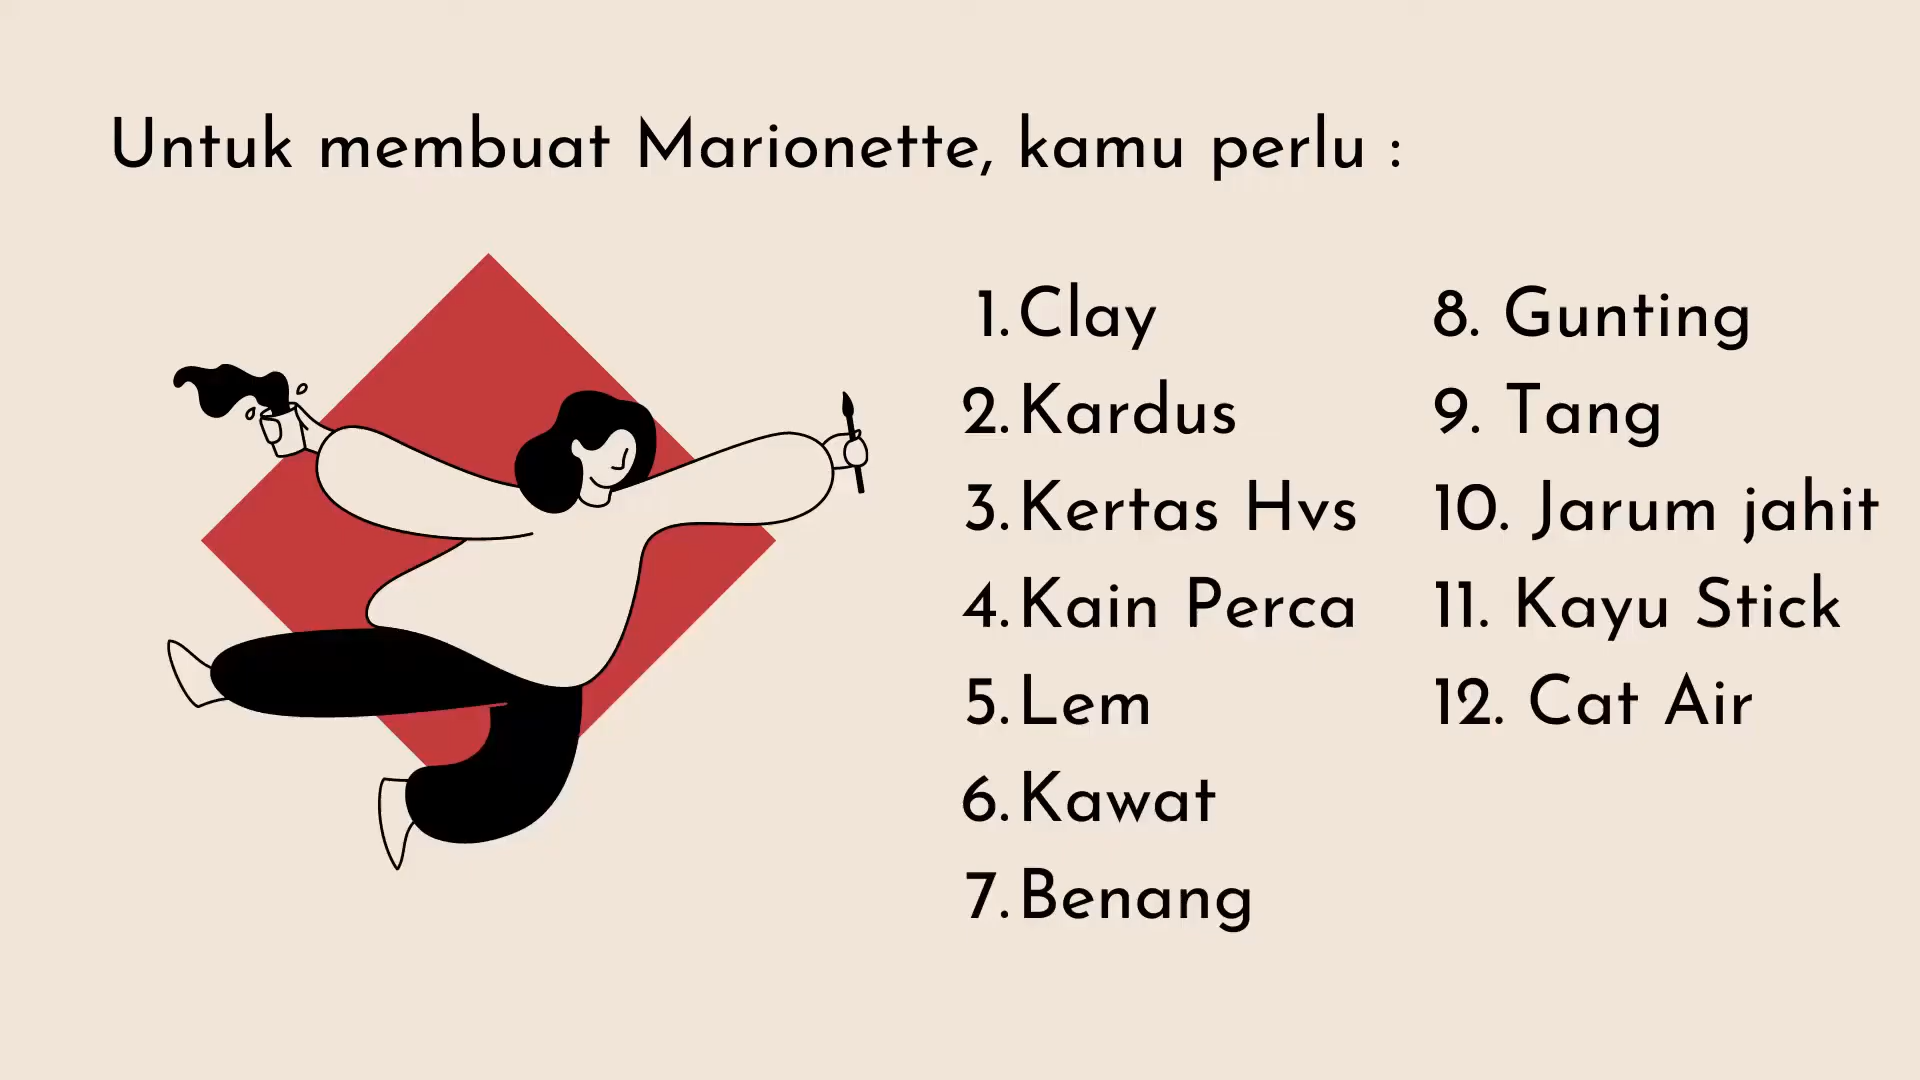 Untuk membuat Marionette, kamu perlu :
1. Clay
2. Kardus
3. Kertas Hvs
4. Kain Perca
5. Lem
6. Kawat
7. Benang
8. Gunting
9. Tang
10. Jarum jahit
11. Kayu Stick
12. Cat Air